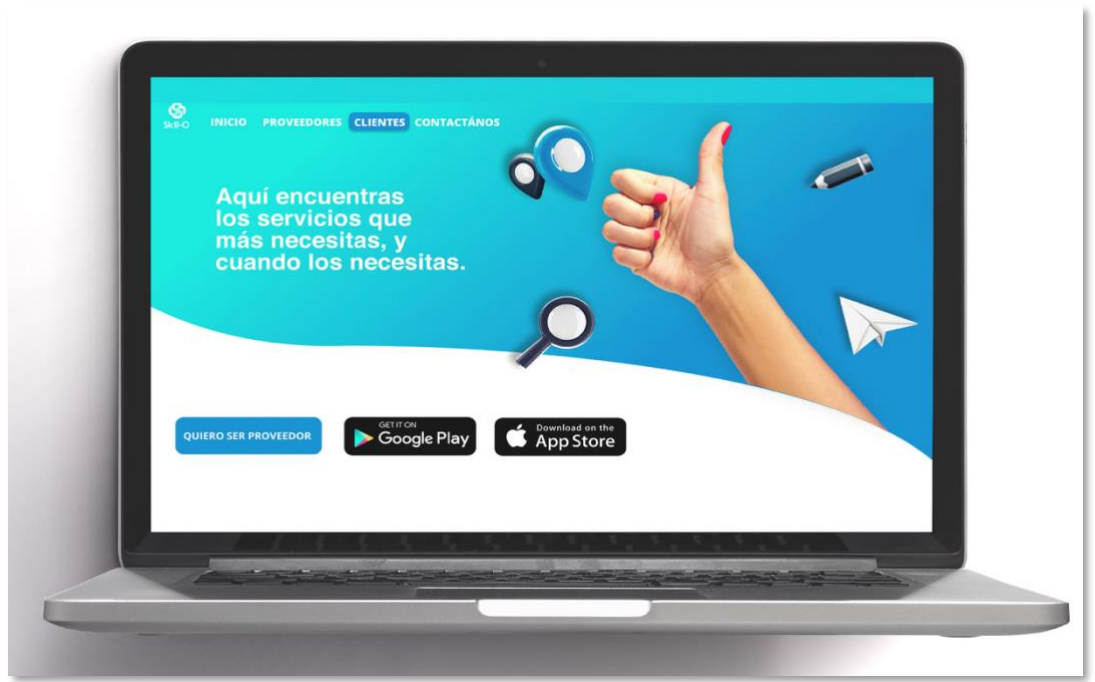 Skill-O
INICIO PROVEEDORES CLIENTES CONTACTÁNOS
Aquí encuentras
los servicios que
más necesitas, y
cuando los necesitas.
QUIERO SER PROVEEDOR
GET IT ON
Google Play
Download on the
App Store